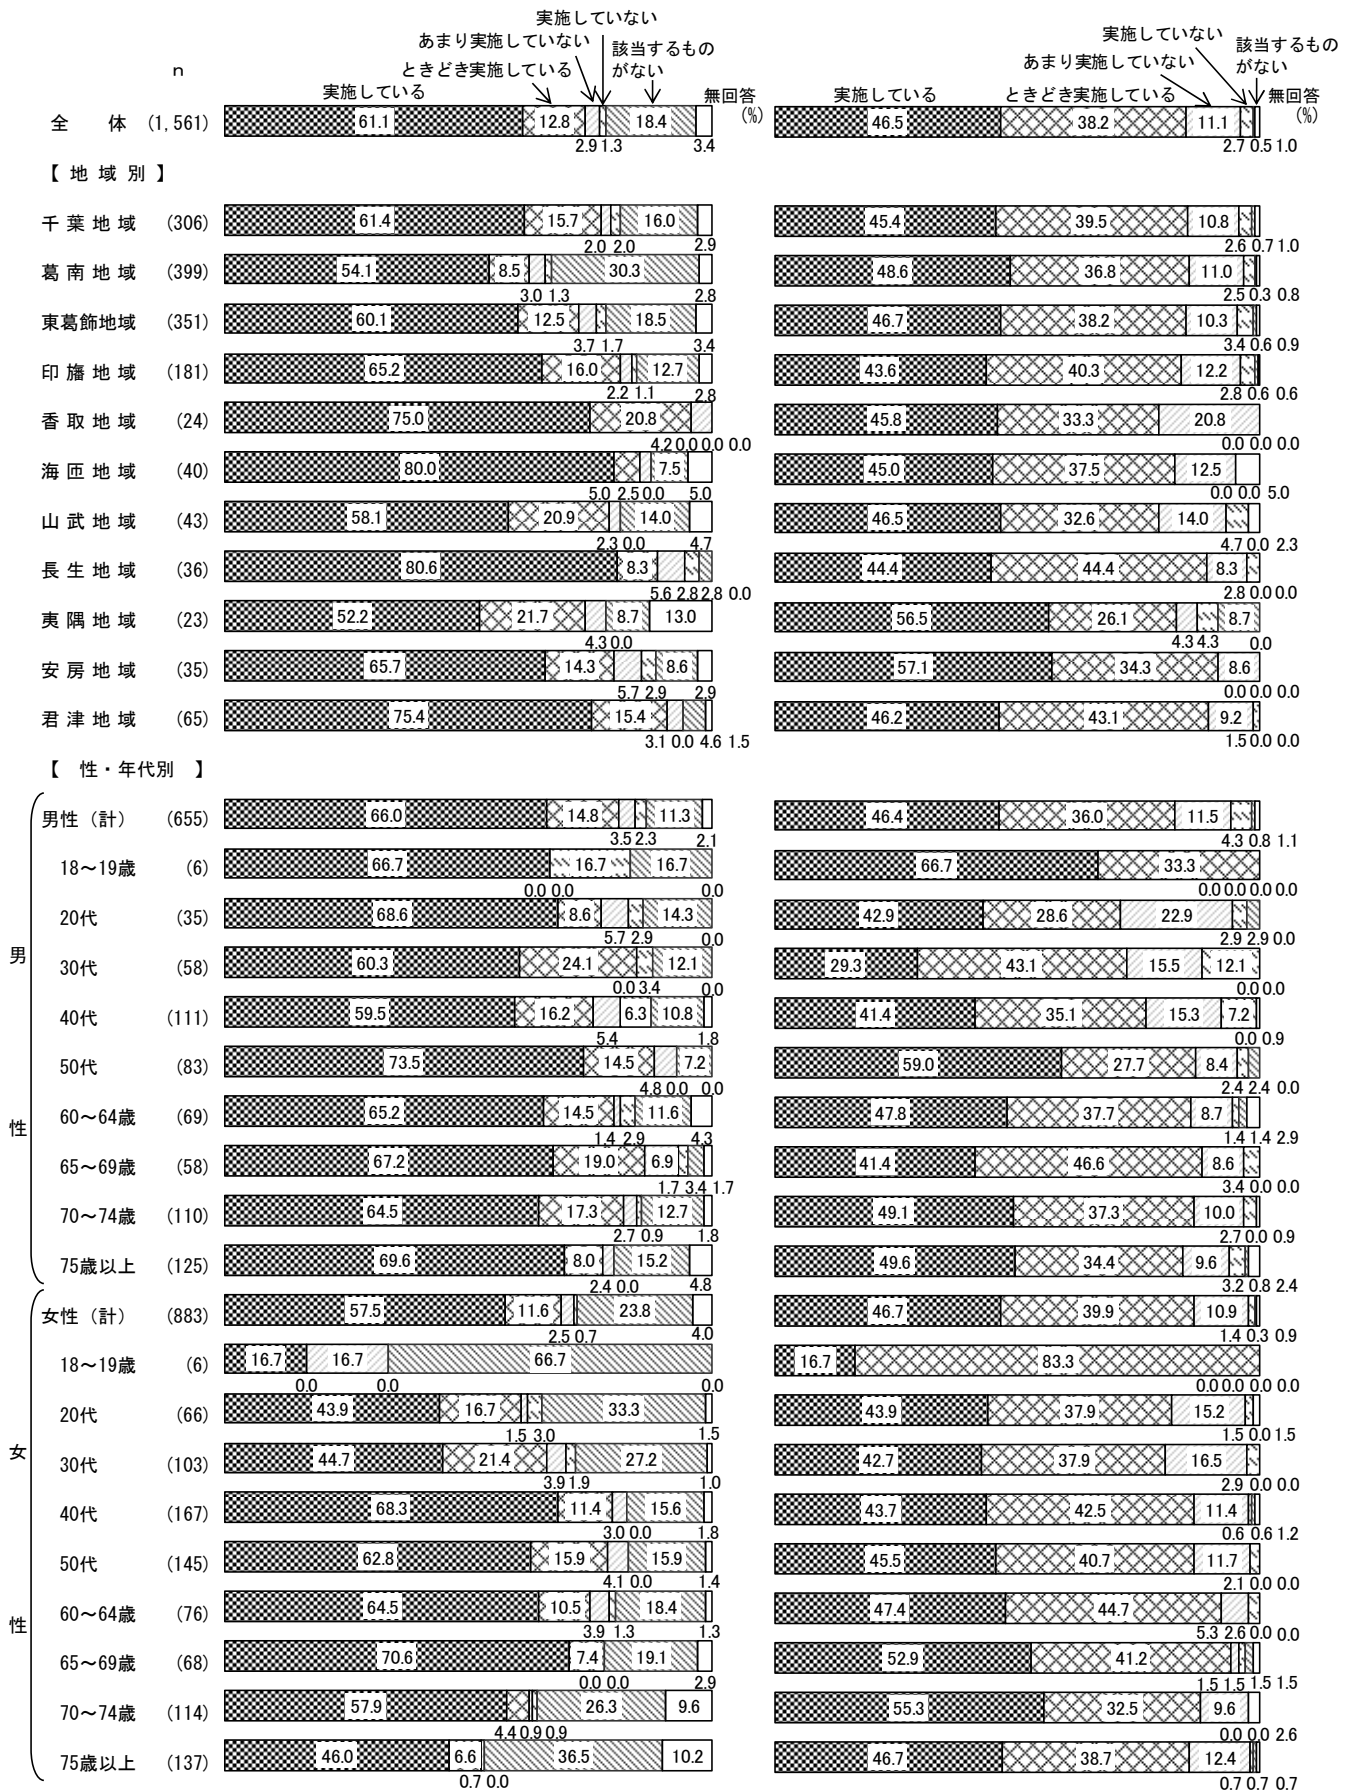 実施していない
あまり実施していない 該当するもの
ときどき実施している がない
n 実施している 無回答 (%)
実施していない
あまり実施していない 該当するもの
がない
実施している ときどき実施している 無回答 (%)
全 体 (1,561) 61.1 12.8 18.4 46.5 38.2 11.1
2.9 1.3 3.4 2.7 0.5 1.0
【 地 域 別 】
千 葉 地 域 (306) 61.4 15.7 16.0 45.4 39.5 10.8
2.0 2.0 2.9 2.6 0.7 1.0
葛 南 地 域 (399) 54.1 8.5 30.3 48.6 36.8 11.0
3.0 1.3 2.8 2.5 0.3 0.8
東葛飾地域 (351) 60.1 12.5 18.5 46.7 38.2 10.3
3.7 1.7 3.4 3.4 0.6 0.9
印 旛 地 域 (181) 65.2 16.0 12.7 43.6 40.3 12.2
2.2 1.1 2.8 2.8 0.6 0.6
香 取 地 域 (24) 75.0 20.8 45.8 33.3 20.8
4.2 0.0 0.0 0.0 0.0 0.0 0.0
海 匝 地 域 (40) 80.0 7.5 45.0 37.5 12.5
5.0 2.5 0.0 5.0 0.0 0.0 5.0
山 武 地 域 (43) 58.1 20.9 14.0 46.5 32.6 14.0
2.3 0.0 4.7 4.7 0.0 2.3
長 生 地 域 (36) 80.6 8.3 44.4 44.4 8.3
5.6 2.8 2.8 0.0 2.8 0.0 0.0
夷 隅 地 域 (23) 52.2 21.7 8.7 13.0 56.5 26.1 8.7
4.3 0.0 4.3 4.3 0.0
安 房 地 域 (35) 65.7 14.3 8.6 57.1 34.3 8.6
5.7 2.9 2.9 0.0 0.0 0.0
君 津 地 域 (65) 75.4 15.4 46.2 43.1 9.2
3.1 0.0 4.6 1.5 1.5 0.0 0.0
【 性・年代別 】
男性（計） (655) 66.0 14.8 11.3 46.4 36.0 11.5
3.5 2.3 2.1 4.3 0.8 1.1
18～19歳 (6) 66.7 16.7 16.7 66.7 33.3
0.0 0.0 0.0 0.0 0.0 0.0 0.0
20代 (35) 68.6 8.6 14.3 42.9 28.6 22.9
5.7 2.9 0.0 2.9 2.9 0.0
男
30代 (58) 60.3 24.1 12.1 29.3 43.1 15.5 12.1
0.0 3.4 0.0 0.0 0.0
40代 (111) 59.5 16.2 6.3 10.8 41.4 35.1 15.3 7.2
5.4 1.8 0.0 0.9
50代 (83) 73.5 14.5 7.2 59.0 27.7 8.4
4.8 0.0 0.0 2.4 2.4 0.0
60～64歳 (69) 65.2 14.5 11.6 47.8 37.7 8.7
性
1.4 2.9 4.3 1.4 1.4 2.9
65～69歳 (58) 67.2 19.0 6.9 41.4 46.6 8.6
1.7 3.4 1.7 3.4 0.0 0.0
70～74歳 (110) 64.5 17.3 12.7 49.1 37.3 10.0
2.7 0.9 1.8 2.7 0.0 0.9
75歳以上 (125) 69.6 8.0 15.2 49.6 34.4 9.6
2.4 0.0 4.8 3.2 0.8 2.4
女性（計） (883) 57.5 11.6 23.8 46.7 39.9 10.9
2.5 0.7 4.0 1.4 0.3 0.9
18～19歳 (6) 16.7 16.7 66.7 16.7 83.3
0.0 0.0 0.0 0.0 0.0 0.0 0.0
20代 (66) 43.9 16.7 33.3 43.9 37.9 15.2
1.5 3.0 1.5 1.5 0.0 1.5
女
30代 (103) 44.7 21.4 27.2 42.7 37.9 16.5
3.9 1.9 1.0 2.9 0.0 0.0
40代 (167) 68.3 11.4 15.6 43.7 42.5 11.4
3.0 0.0 1.8 0.6 0.6 1.2
50代 (145) 62.8 15.9 15.9 45.5 40.7 11.7
4.1 0.0 1.4 2.1 0.0 0.0
60～64歳 (76) 64.5 10.5 18.4 47.4 44.7
性
3.9 1.3 1.3 5.3 2.6 0.0 0.0
65～69歳 (68) 70.6 7.4 19.1 52.9 41.2
0.0 0.0 2.9 1.5 1.5 1.5 1.5
70～74歳 (114) 57.9 26.3 9.6 55.3 32.5 9.6
4.4 0.9 0.9 0.0 0.0 2.6
75歳以上 (137) 46.0 6.6 36.5 10.2 46.7 38.7 12.4
0.7 0.0 0.7 0.7 0.7